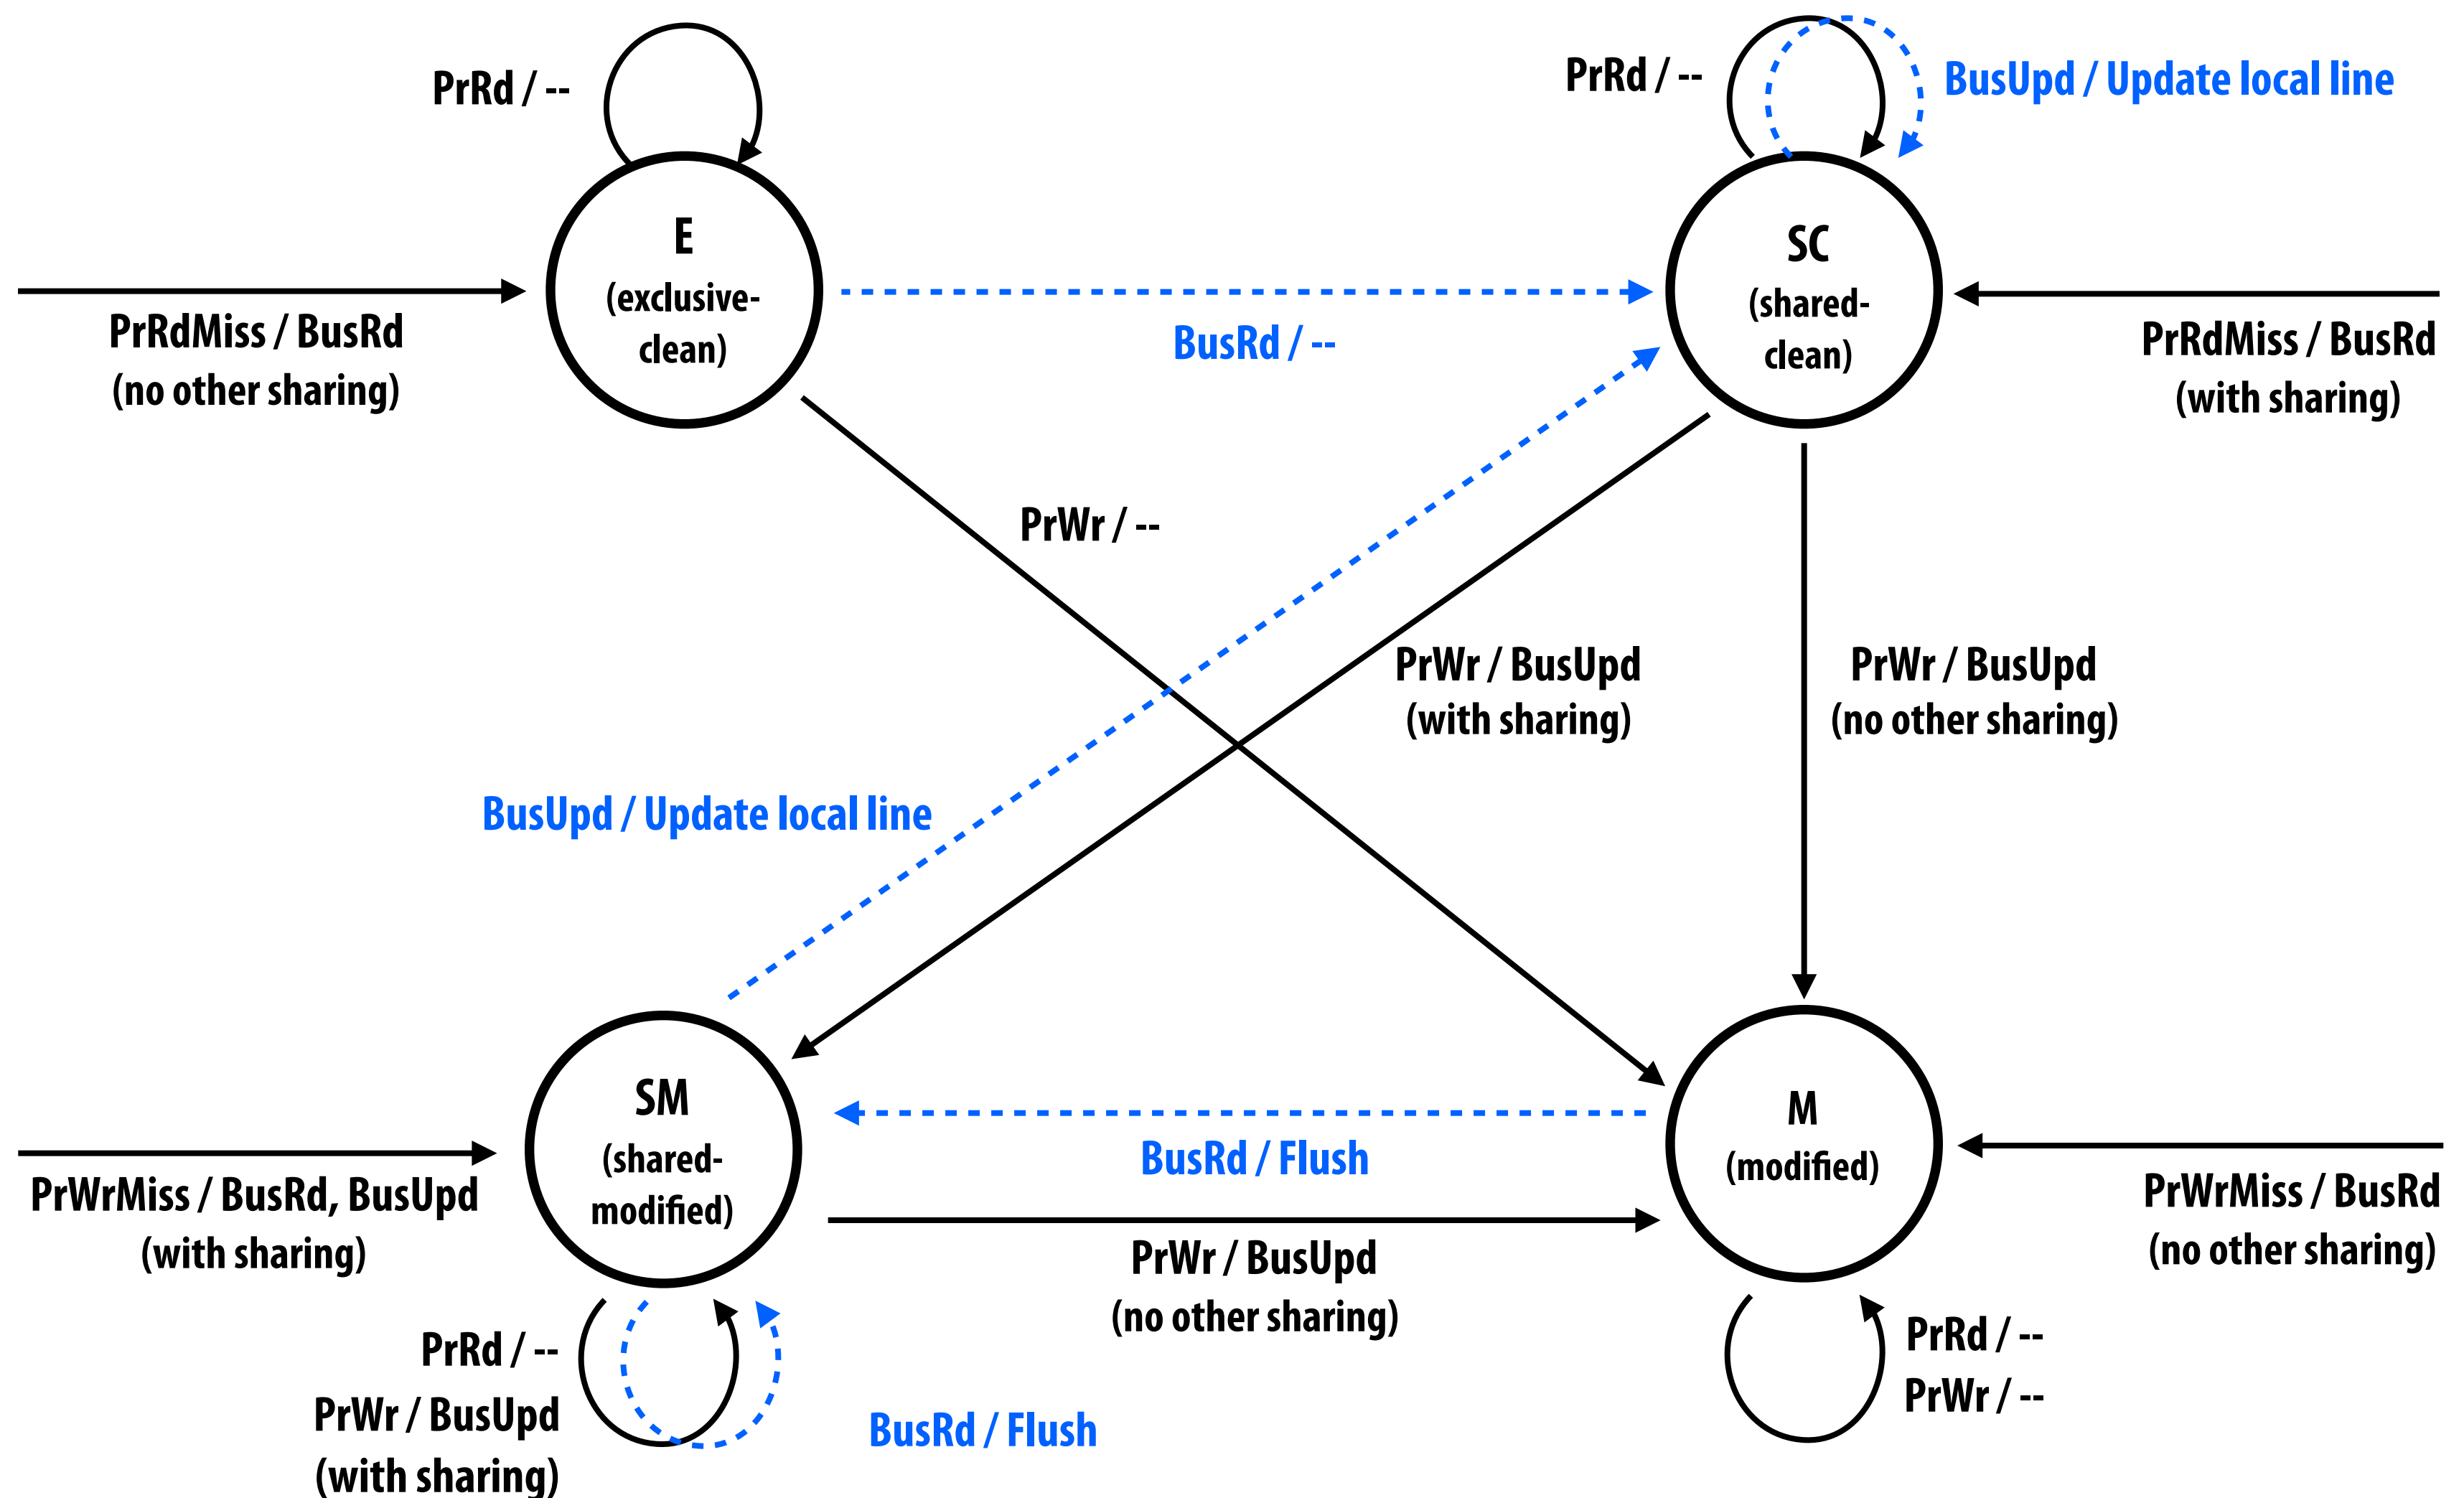 PrRd / --
PrRd / --
BusUpd / Update local line
E
(exclusive-
clean)
SC
(shared-
clean)
PrRdMiss / BusRd
(no other sharing)
BusRd / --
PrRdMiss / BusRd
(with sharing)
PrWr / --
PrWr / BusUpd
(with sharing)
PrWr / BusUpd
(no other sharing)
BusUpd / Update local line
SM
(shared-
modified)
M
(modified)
BusRd / Flush
PrWrMiss / BusRd, BusUpd
(with sharing)
PrWr / BusUpd
(no other sharing)
PrWrMiss / BusRd
(no other sharing)
PrRd / --
PrWr / BusUpd
(with sharing)
BusRd / Flush
PrRd / --
PrWr / --